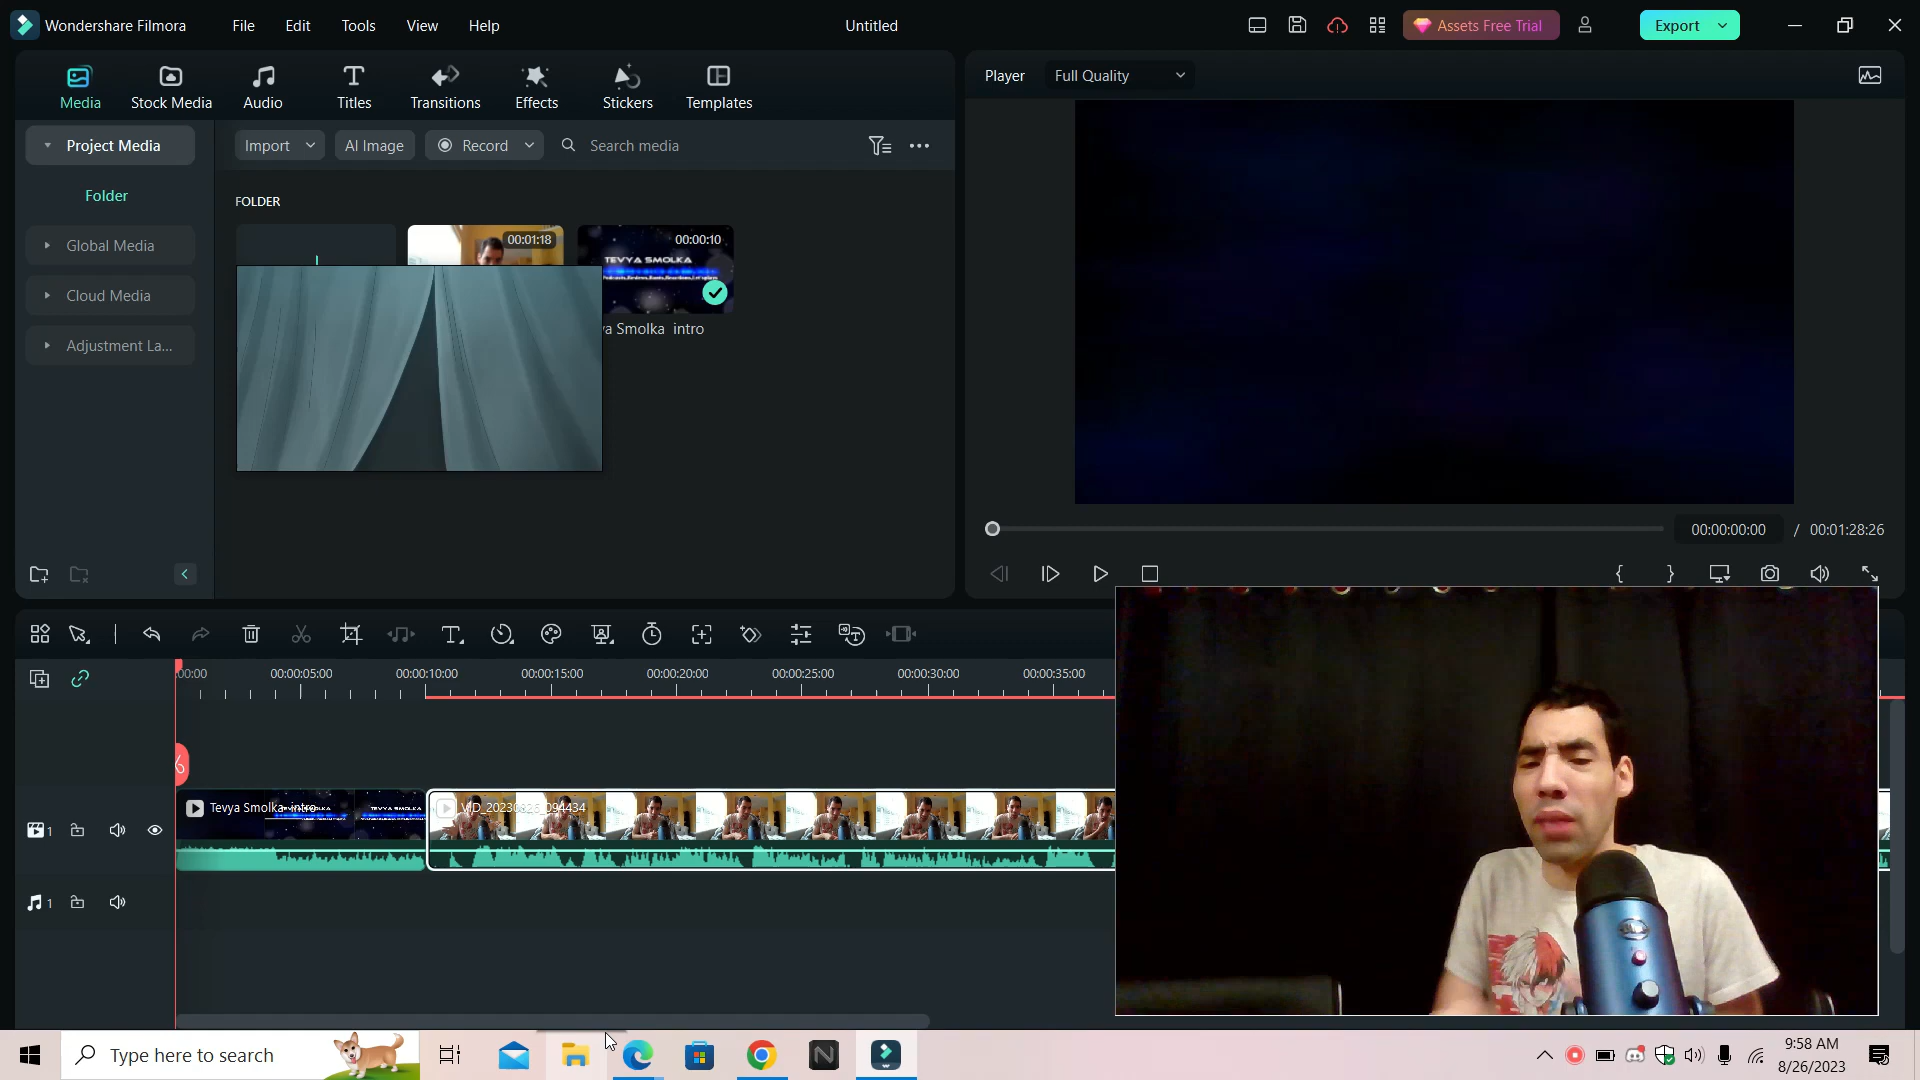 Wondershare Filmora
File
Edit
Tools
View
Help
Untitled
Assets Free Trial
Export
Media
Stock Media
Audio
Titles
Transitions
Effects
Stickers
Templates
Player
Full Quality
Project Media
Import
AI Image
Record
Search media
Folder
FOLDER
Global Media
Cloud Media
Adjustment La...
00:01:18
00:00:10
TEVYA SMOLKA
ya Smolka intro
00:00:00:00
/ 00:01:28:26
00:00
00:00:05:00
00:00:10:00
00:00:15:00
00:00:20:00
00:00:25:00
00:00:30:00
00:00:35:00
Tevya Smolka intro
VID_20230826_094434
1
1
Type here to search
9:58 AM
8/26/2023